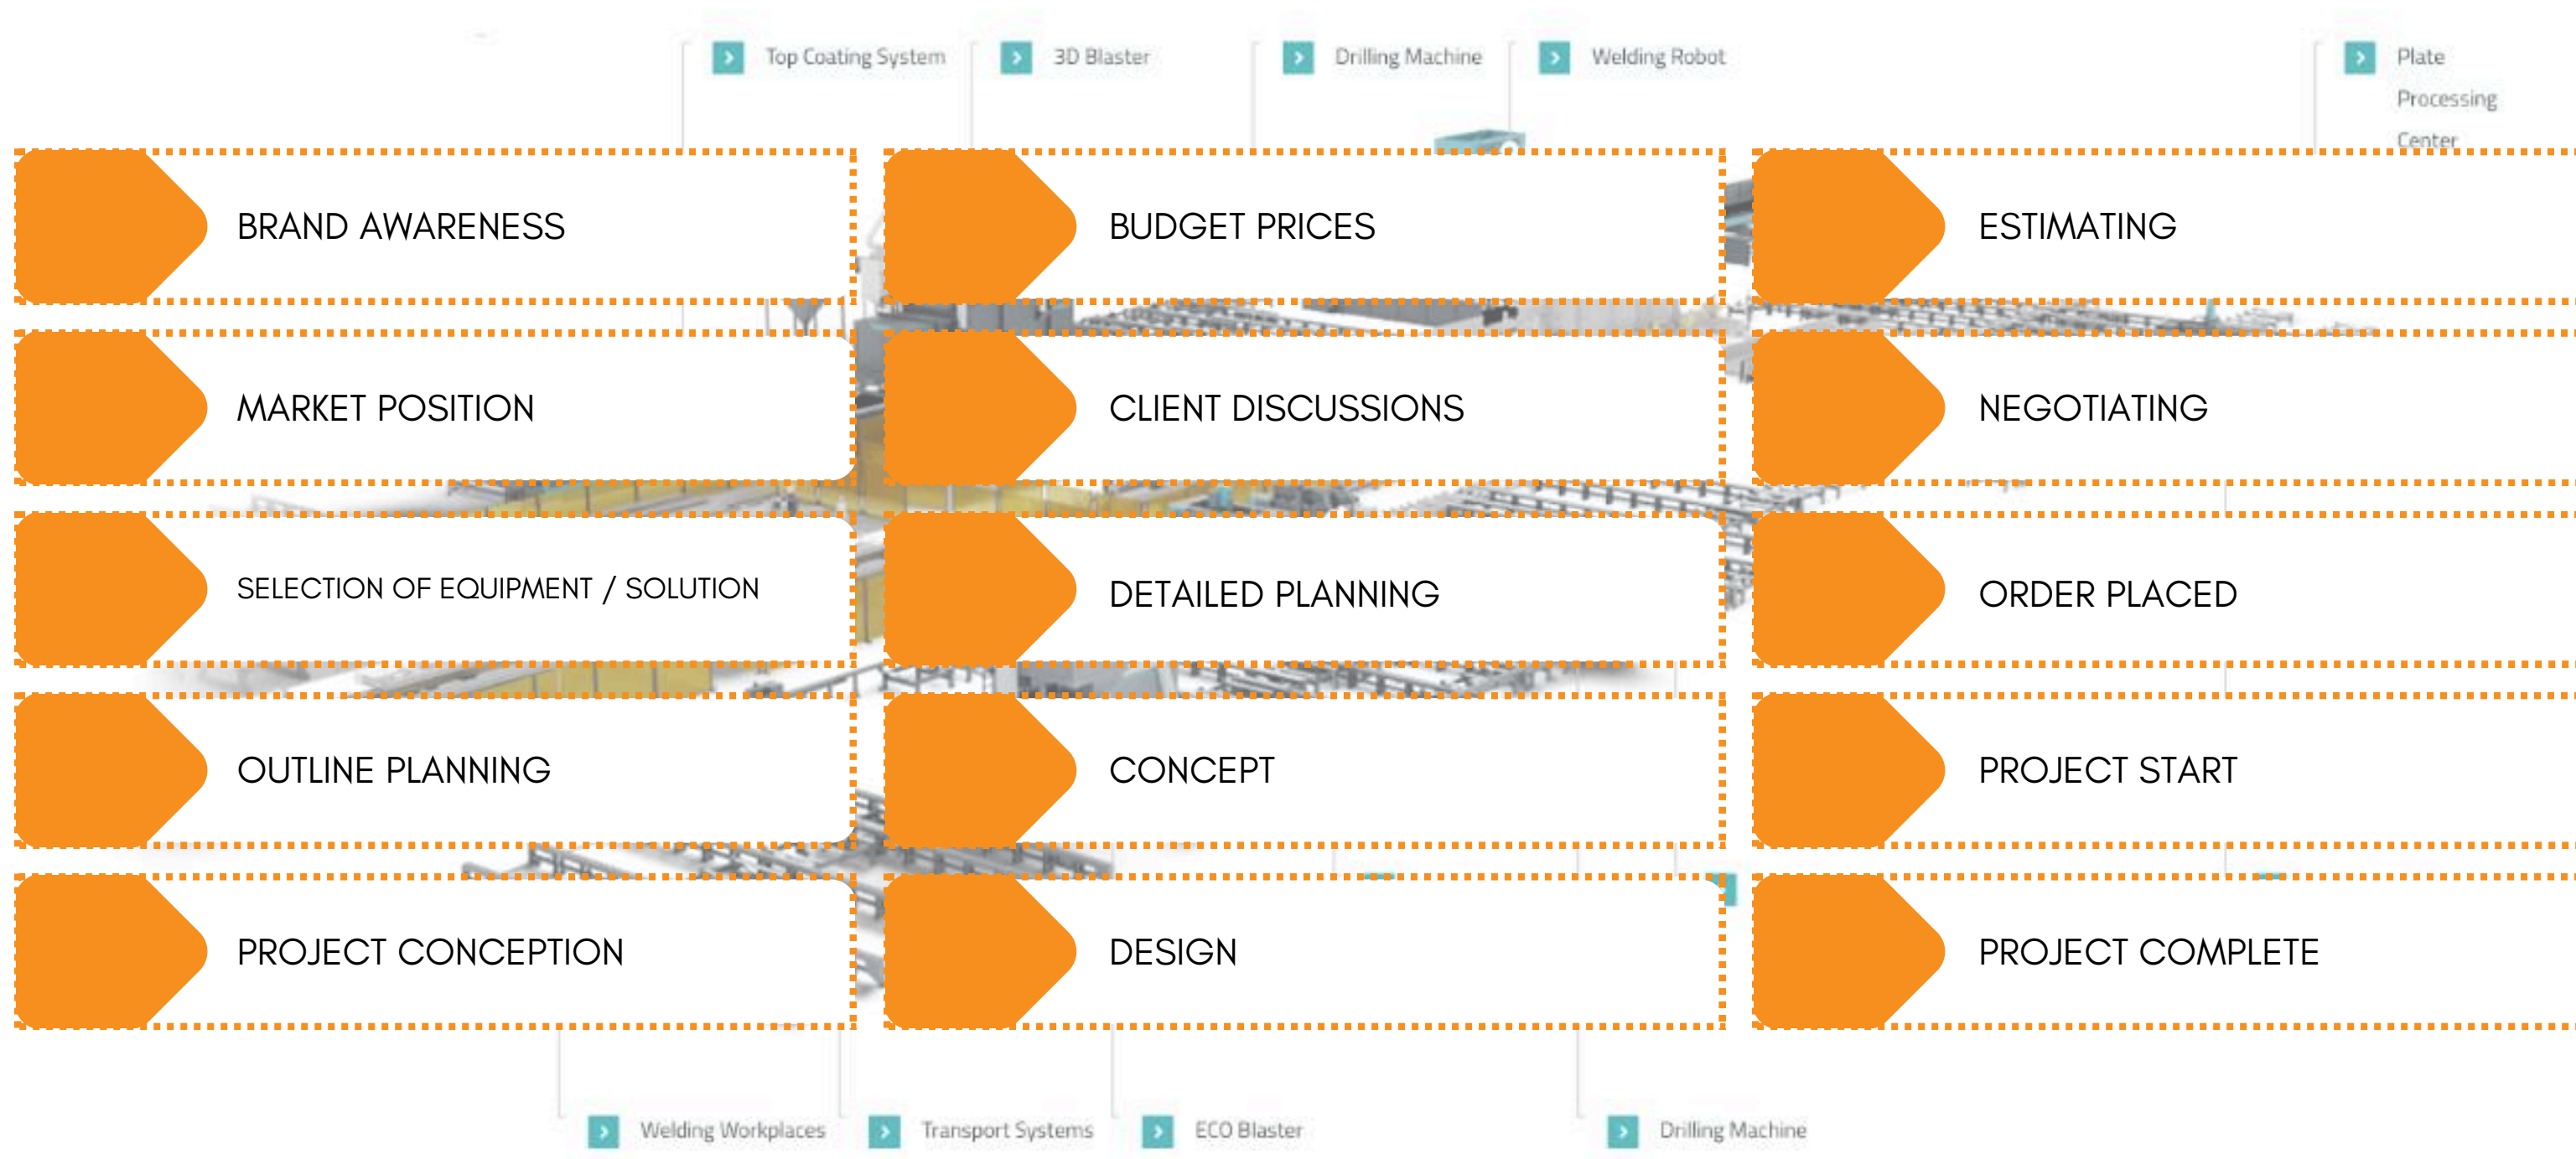 Top Coating System
3D Blaster
Drilling Machine
Welding Robot
Plate
Processing
Center
BRAND AWARENESS
BUDGET PRICES
ESTIMATING
MARKET POSITION
CLIENT DISCUSSIONS
NEGOTIATING
SELECTION OF EQUIPMENT / SOLUTION
DETAILED PLANNING
ORDER PLACED
OUTLINE PLANNING
CONCEPT
PROJECT START
PROJECT CONCEPTION
DESIGN
PROJECT COMPLETE
Welding Workplaces
Transport Systems
ECO Blaster
Drilling Machine